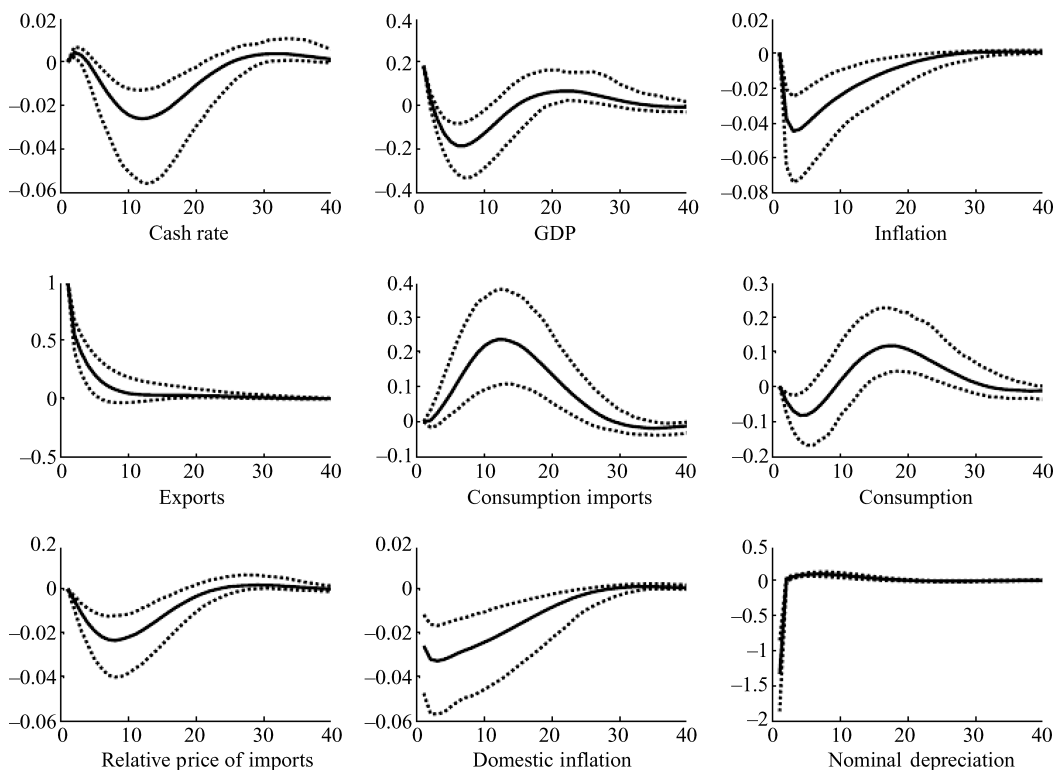 0.02
0
–0.02
–0.04
–0.06
0 10 20 30 40
Cash rate
0.4
0.2
0
–0.2
–0.4
0 10 20 30 40
GDP
0.02
0
–0.02
–0.04
–0.06
–0.08
0 10 20 30 40
Inflation
1
0.5
0
–0.5
0 10 20 30 40
Exports
0.4
0.3
0.2
0.1
0
–0.1
0 10 20 30 40
Consumption imports
0.3
0.2
0.1
0
–0.1
–0.2
0 10 20 30 40
Consumption
0.2
0
–0.02
–0.04
–0.06
0 10 20 30 40
Relative price of imports
0.02
0
–0.02
–0.04
–0.06
0 10 20 30 40
Domestic inflation
0.5
0
–0.5
–1
–1.5
–2
0 10 20 30 40
Nominal depreciation